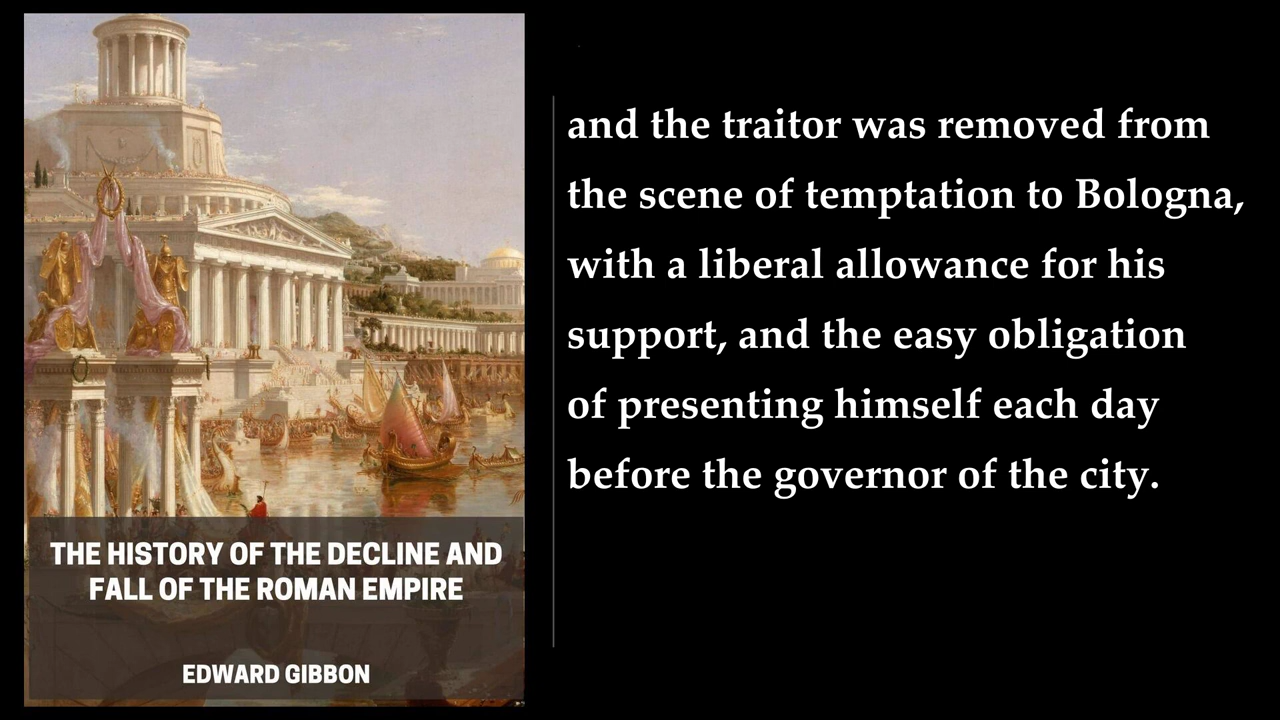 THE HISTORY OF THE DECLINE AND
FALL OF THE ROMAN EMPIRE
EDWARD GIBBON
and the traitor was removed from
the scene of temptation to Bologna,
with a liberal allowance for his
support, and the easy obligation
of presenting himself each day
before the governor of the city.